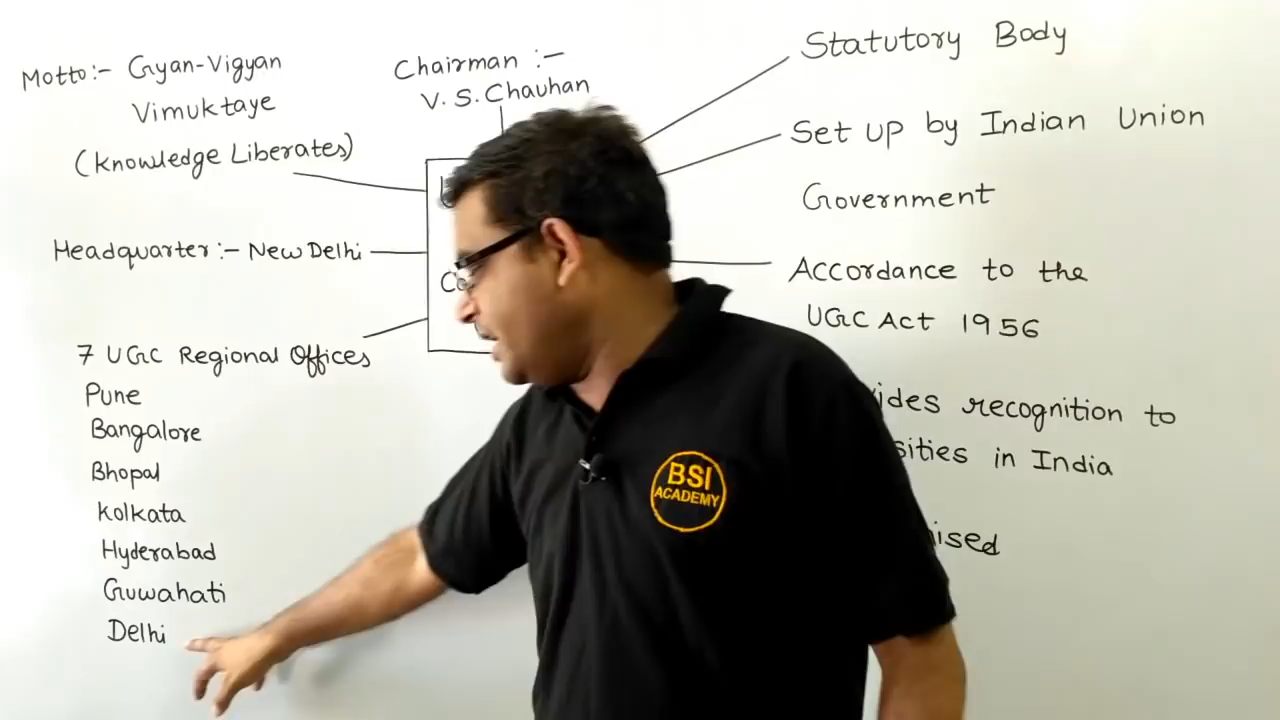 Motto:- Gyan-Vigyan
Vimuktaye
(Knowledge Liberates)
Headquarter:- New Delhi
7 UGC Regional Offices
Pune
Bangalore
Bhopal
Kolkata
Hyderabad
Guwahati
Delhi
Chairman :-
V. S. Chauhan
Statutory Body
Set up by Indian Union
Government
Accordance to the
UGC Act 1956
recognition to
in India
BSI
ACADEMY